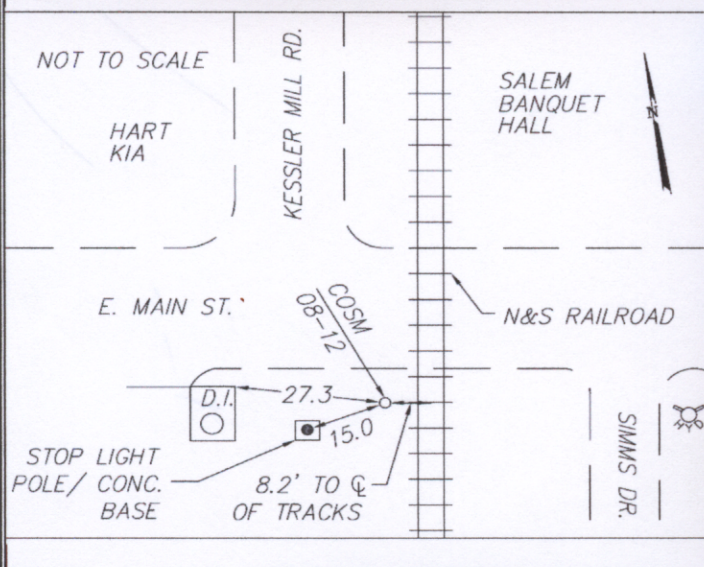 NOT TO SCALE
HART
KIA
KESSLER MILL RD.
SALEM
BANQUET
HALL
N
E. MAIN ST.
COSM
08-12
N&S RAILROAD
D.I.
27.3
15.0
STOP LIGHT
POLE/ CONC.
BASE
8.2' TO ℄
OF TRACKS
SIMMS DR.